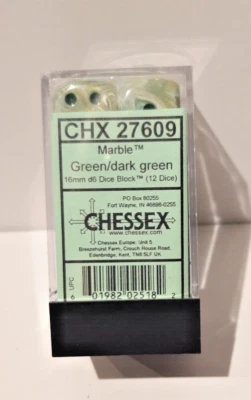 CHX 27609
Marble™
Green/dark green
16mm d6 Dice Block™ (12 Dice)
PO Box 80255
Fort Wayne, IN 46898-0255
CHESSEX
www.chessex.com
Chessex Europe: Unit 5
Breezehurst Farm, Crouch House Road,
Edenbridge, Kent, TN8 5LF UK
UPC
6 01982 02518 2